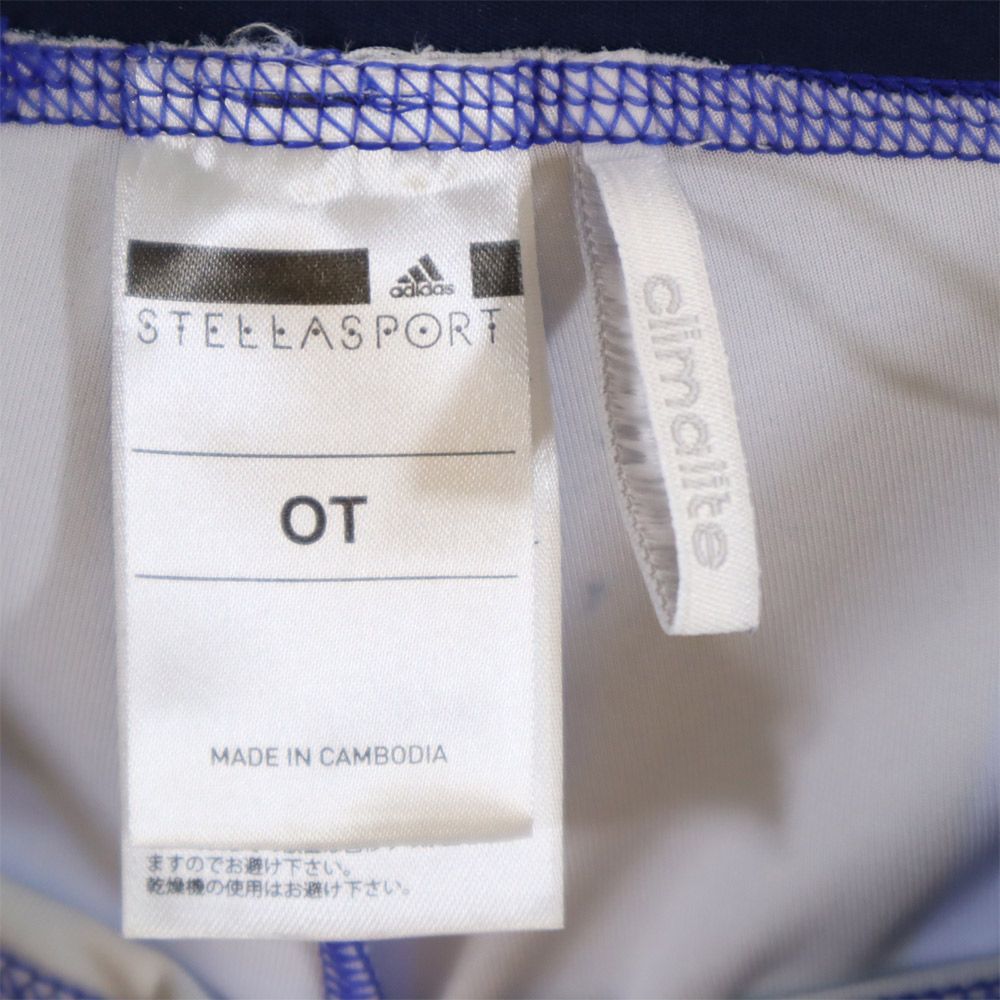 adidas
STELLASPORT
OT
MADE IN CAMBODIA
ますのでお避け下さい。
乾燥機の使用はお避け下さい。
climalite